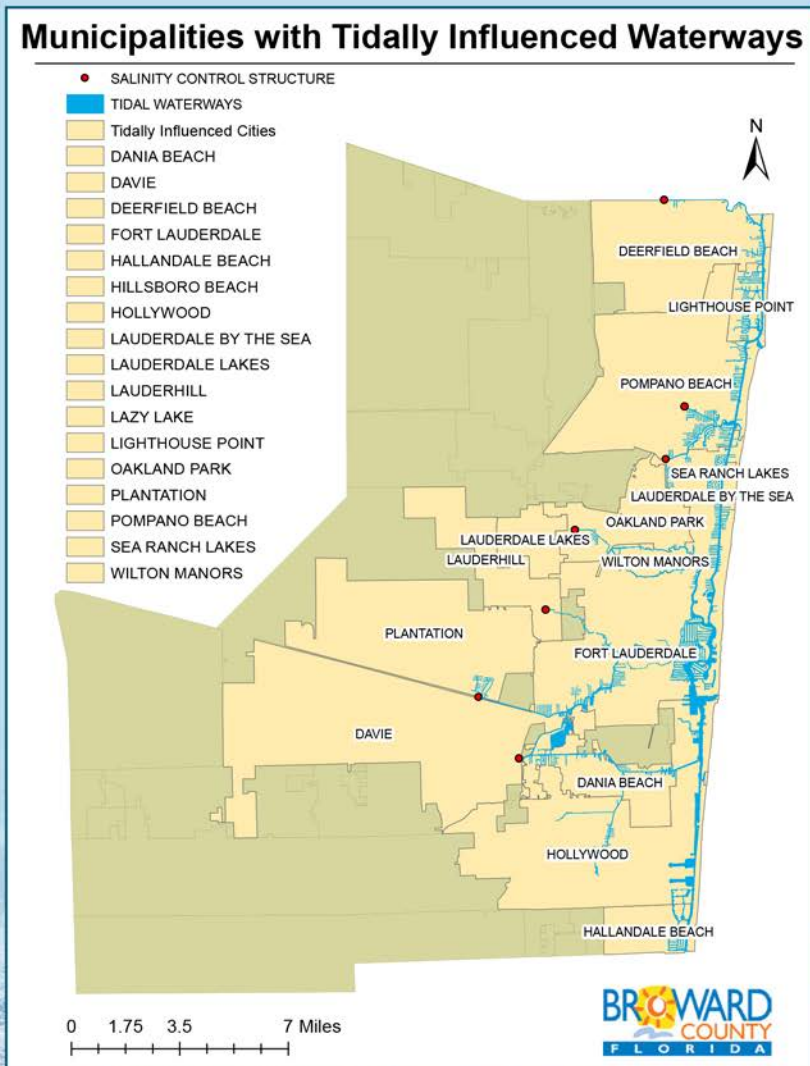 Municipalities with Tidally Influenced Waterways
SALINITY CONTROL STRUCTURE
TIDAL WATERWAYS
Tidally Influenced Cities
DANIA BEACH
DAVIE
DEERFIELD BEACH
FORT LAUDERDALE
HALLANDALE BEACH
HILLSBORO BEACH
HOLLYWOOD
LAUDERDALE BY THE SEA
LAUDERDALE LAKES
LAUDERHILL
LAZY LAKE
LIGHTHOUSE POINT
OAKLAND PARK
PLANTATION
POMPANO BEACH
SEA RANCH LAKES
WILTON MANORS
N
DEERFIELD BEACH
LIGHTHOUSE POINT
POMPANO BEACH
SEA RANCH LAKES
LAUDERDALE BY THE SEA
OAKLAND PARK
LAUDERDALE LAKES
LAUDERHILL
WILTON MANORS
PLANTATION
FORT LAUDERDALE
DAVIE
DANIA BEACH
HOLLYWOOD
HALLANDALE BEACH
0 1.75 3.5 7 Miles
BROWARD
COUNTY
FLORIDA